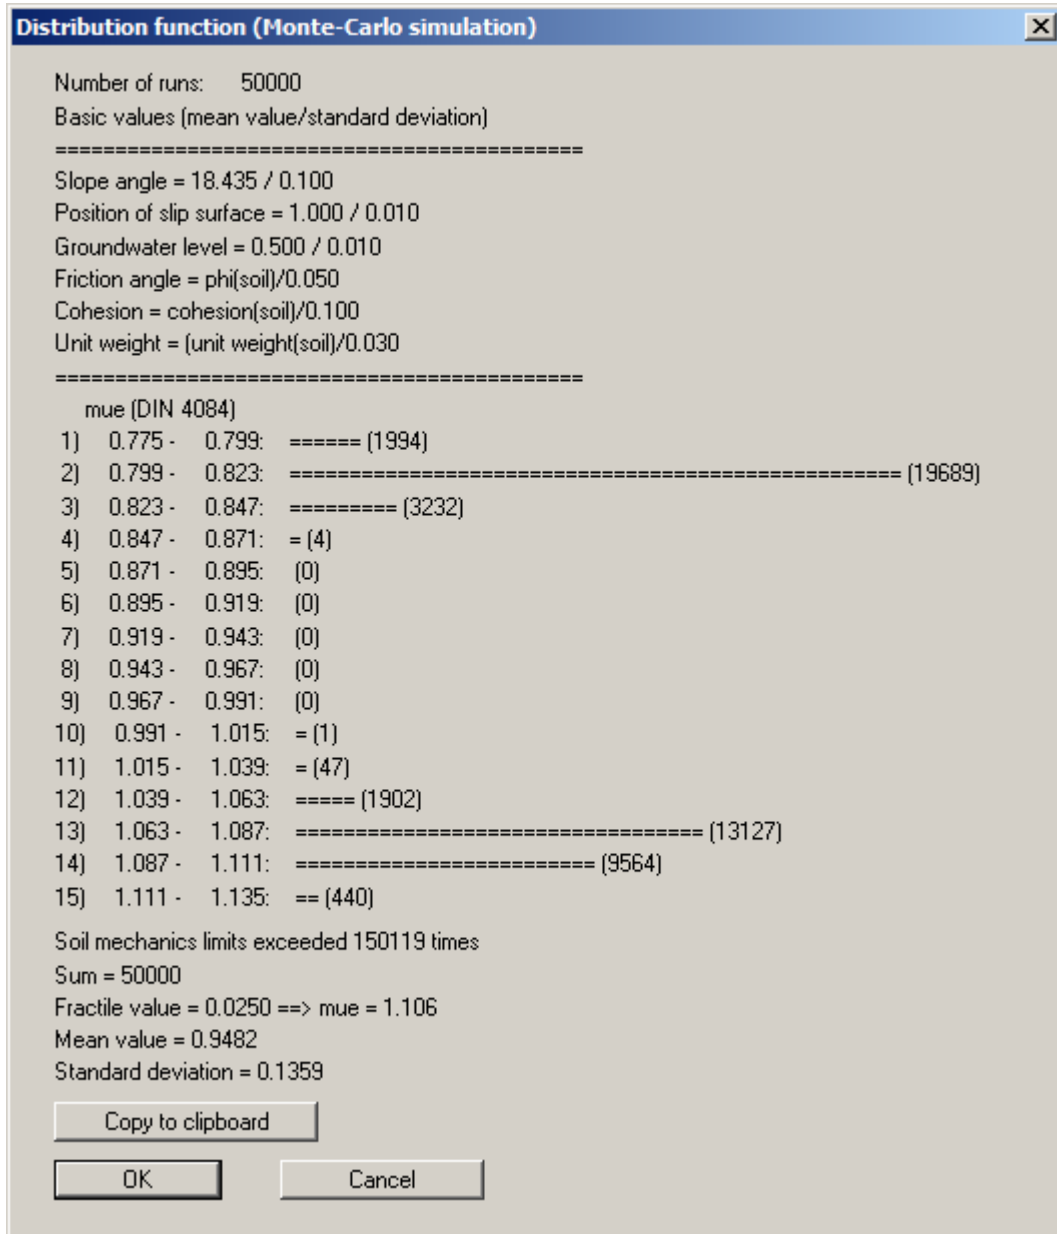 Distribution function (Monte-Carlo simulation)
Number of runs: 50000
Basic values (mean value/standard deviation)
============================================
Slope angle = 18.435 / 0.100
Position of slip surface = 1.000 / 0.010
Groundwater level = 0.500 / 0.010
Friction angle = phi(soil)/0.050
Cohesion = cohesion(soil)/0.100
Unit weight = (unit weight(soil)/0.030
============================================
mue (DIN 4084)
1) 0.775 - 0.799: ====== (1994)
2) 0.799 - 0.823: =================================================== (19689)
3) 0.823 - 0.847: ========= (3232)
4) 0.847 - 0.871: = (4)
5) 0.871 - 0.895: (0)
6) 0.895 - 0.919: (0)
7) 0.919 - 0.943: (0)
8) 0.943 - 0.967: (0)
9) 0.967 - 0.991: (0)
10) 0.991 - 1.015: = (1)
11) 1.015 - 1.039: = (47)
12) 1.039 - 1.063: ===== (1902)
13) 1.063 - 1.087: ================================== (13127)
14) 1.087 - 1.111: ========================= (9564)
15) 1.111 - 1.135: == (440)
Soil mechanics limits exceeded 150119 times
Sum = 50000
Fractile value = 0.0250 ==> mue = 1.106
Mean value = 0.9482
Standard deviation = 0.1359
Copy to clipboard
OK Cancel